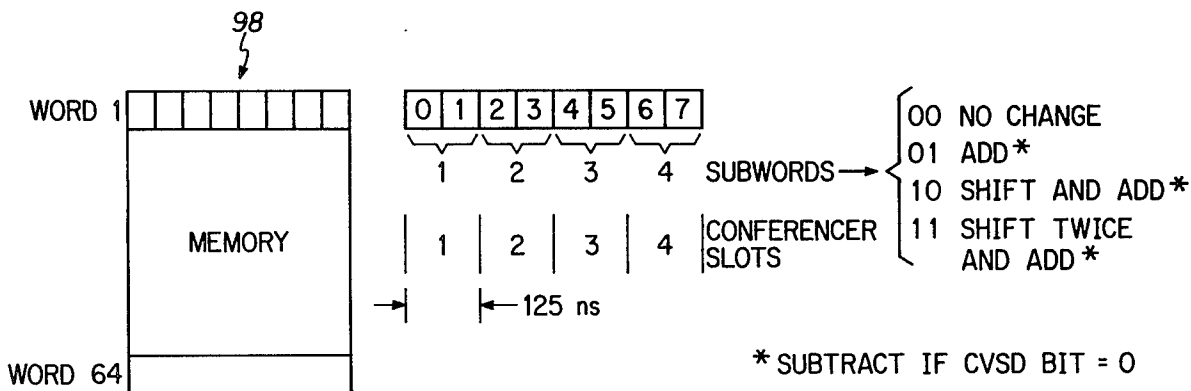 98
WORD 1
0 1 2 3 4 5 6 7
1 2 3 4 SUBWORDS
00 NO CHANGE
01 ADD*
10 SHIFT AND ADD*
11 SHIFT TWICE
AND ADD*
MEMORY
1 2 3 4 CONFERENCER
SLOTS
125 ns
WORD 64
* SUBTRACT IF CVSD BIT = 0